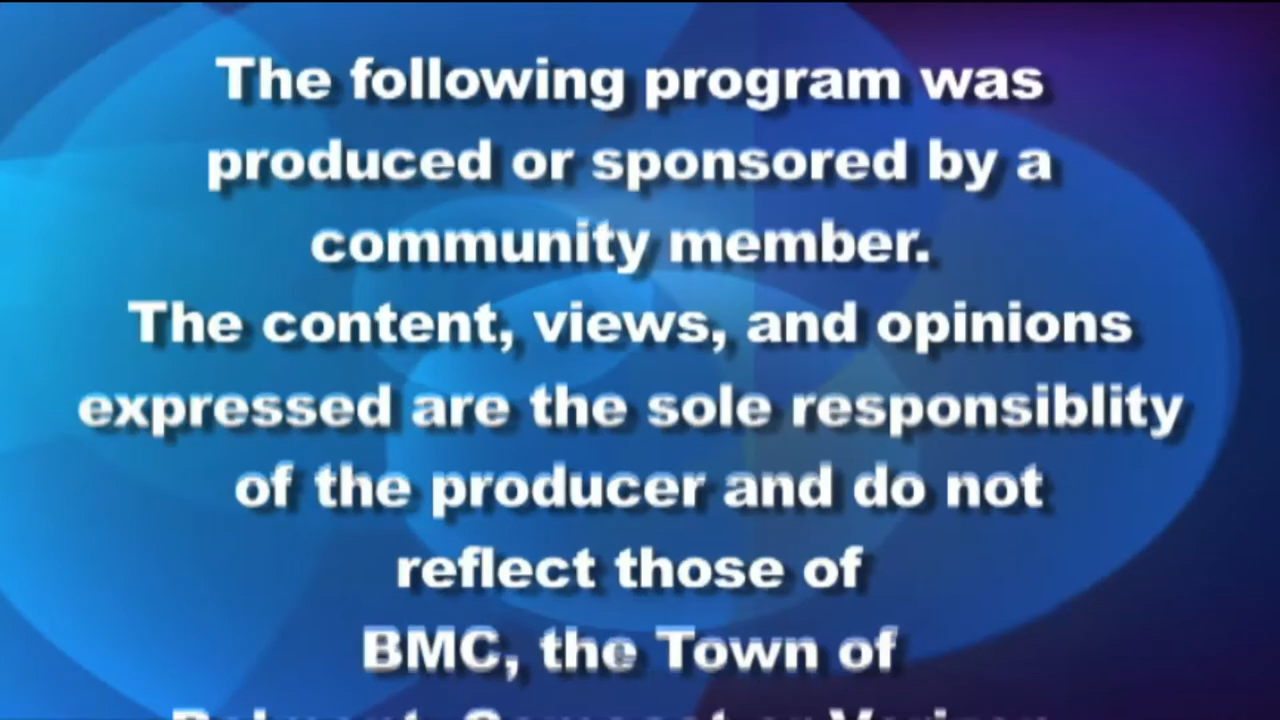 The following program was
produced or sponsored by a
community member.
The content, views, and opinions
expressed are the sole responsiblity
of the producer and do not
reflect those of
BMC, the Town of